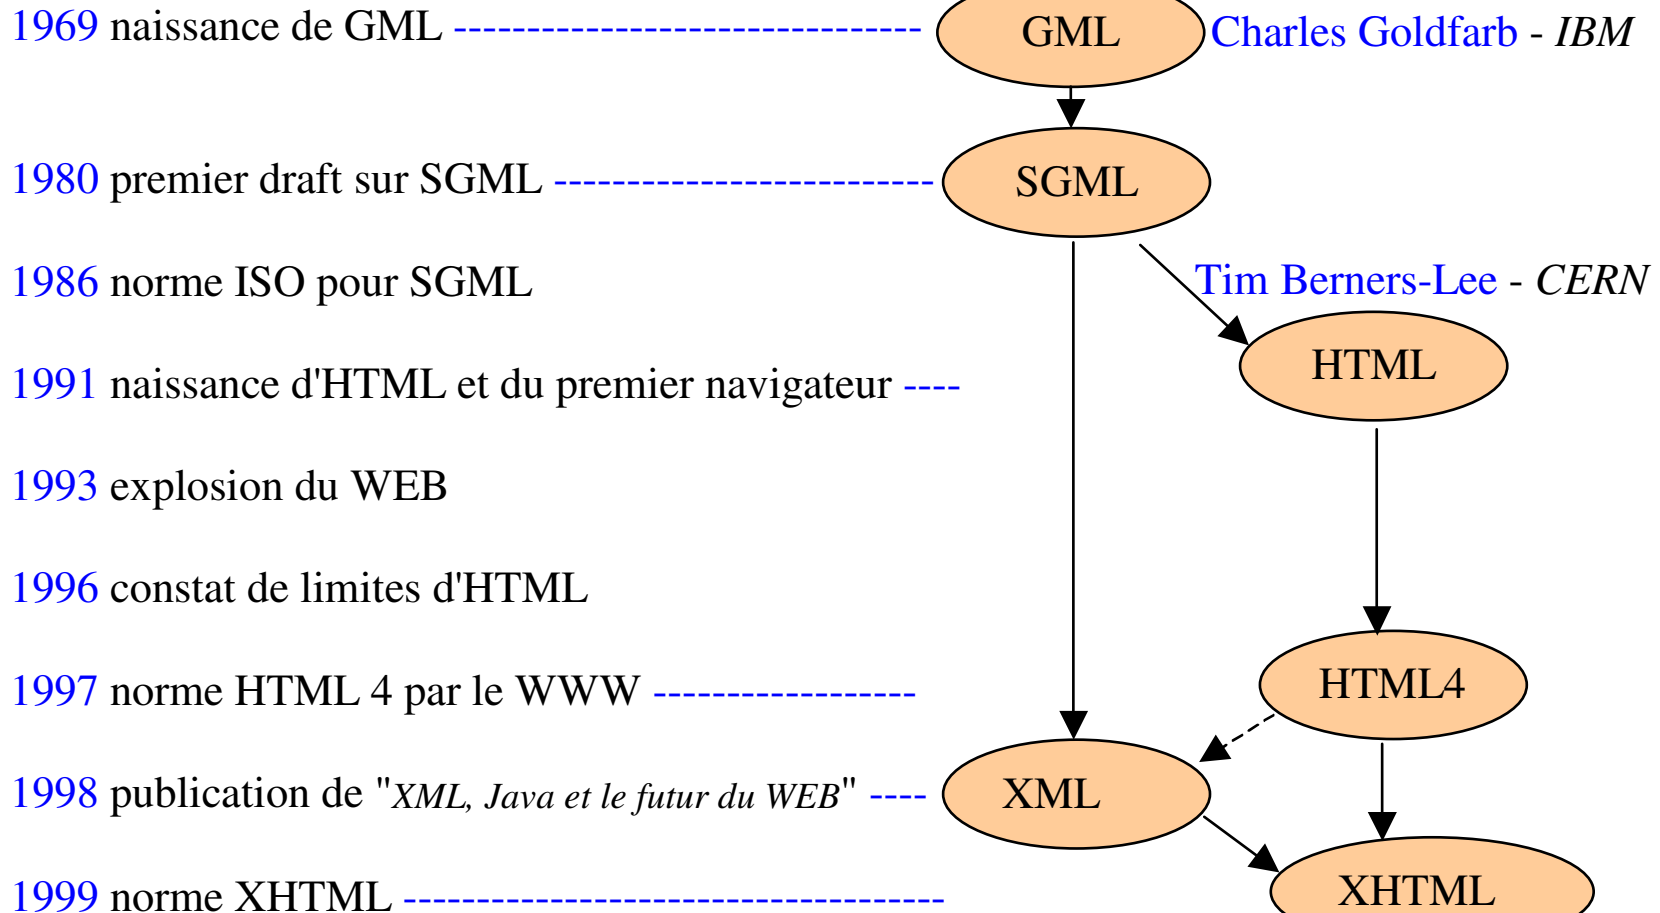 1969 naissance de GML -------------------------------- GML Charles Goldfarb - IBM
1980 premier draft sur SGML -------------------------- SGML
1986 norme ISO pour SGML
Tim Berners-Lee - CERN
HTML
1991 naissance d'HTML et du premier navigateur ----
1993 explosion du WEB
1996 constat de limites d'HTML
1997 norme HTML 4 par le WWW ------------------ HTML4
1998 publication de "XML, Java et le futur du WEB" ---- XML
1999 norme XHTML ------------------------------------- XHTML